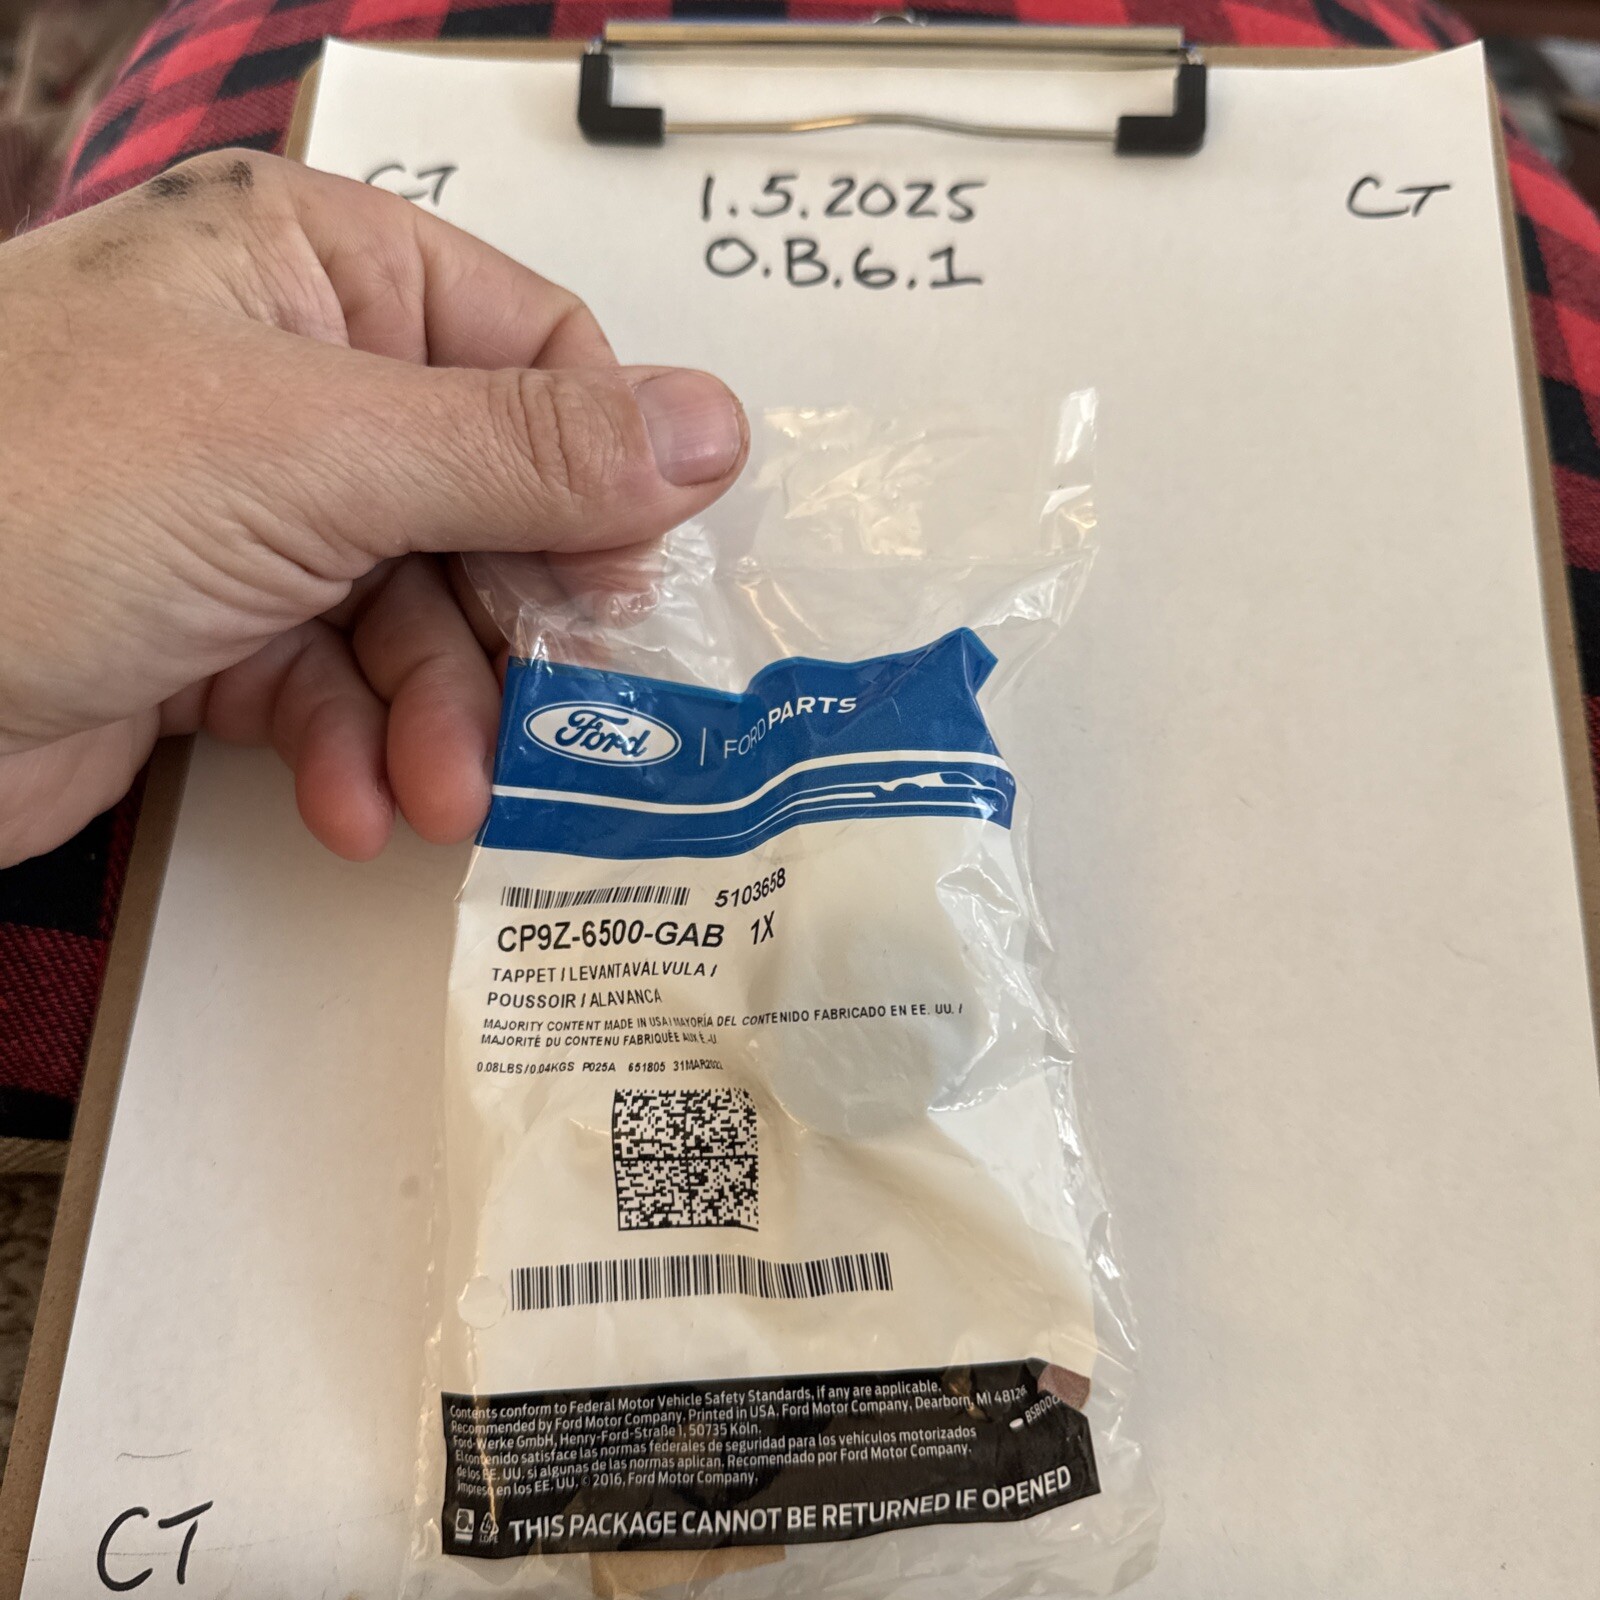 CT 1.5.2025 CT
O.B.6.1
Ford | FORDPARTS
5103658
CP9Z-6500-GAB 1X
TAPPET / LEVANTAVALVULA /
POUSSOIR / ALAVANCA
MAJORITY CONTENT MADE IN USA / MAYORÍA DEL CONTENIDO FABRICADO EN EE. UU. /
MAJORITÉ DU CONTENU FABRIQUÉE AUX É.-U
0.08LBS/0.04KGS P025A 651805
Contents conform to Federal Motor Vehicle Safety Standards, if any are applicable.
Recommended by Ford Motor Company. Printed in USA. Ford Motor Company, Dearborn, MI
Ford-Werke GmbH, Henry-Ford-Straße 1, 50735 Köln.
El contenido satisface las normas federales de seguridad para los vehículos motorizados
de los EE. UU. si algunas de las normas aplican. Recomendado por Ford Motor Company.
Impreso en los EE. UU. © 2016, Ford Motor Company.
THIS PACKAGE CANNOT BE RETURNED IF OPENED
LDPE
CT